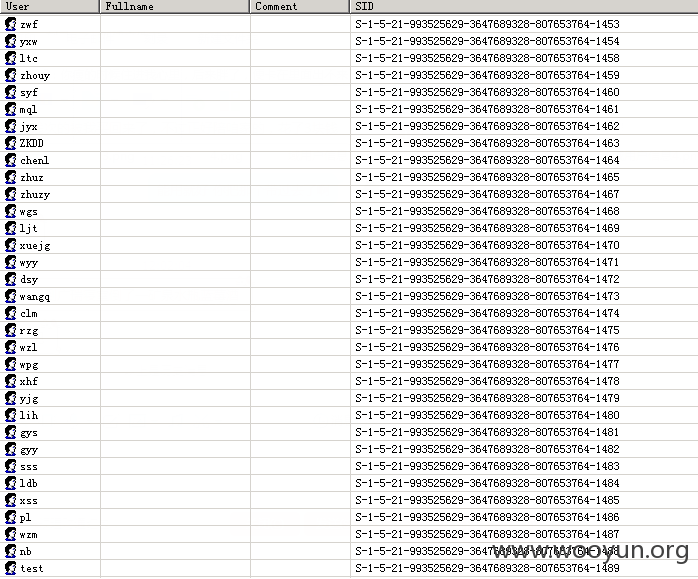 User Fullname Comment SID
zwf S-1-5-21-993525629-3647689328-807653764-1453
yxw S-1-5-21-993525629-3647689328-807653764-1454
ltc S-1-5-21-993525629-3647689328-807653764-1458
zhouy S-1-5-21-993525629-3647689328-807653764-1459
syf S-1-5-21-993525629-3647689328-807653764-1460
mql S-1-5-21-993525629-3647689328-807653764-1461
jyx S-1-5-21-993525629-3647689328-807653764-1462
ZKDD S-1-5-21-993525629-3647689328-807653764-1463
chenl S-1-5-21-993525629-3647689328-807653764-1464
zhuz S-1-5-21-993525629-3647689328-807653764-1465
zhuzy S-1-5-21-993525629-3647689328-807653764-1467
wgs S-1-5-21-993525629-3647689328-807653764-1468
ljt S-1-5-21-993525629-3647689328-807653764-1469
xuejg S-1-5-21-993525629-3647689328-807653764-1470
wyy S-1-5-21-993525629-3647689328-807653764-1471
dsy S-1-5-21-993525629-3647689328-807653764-1472
wangq S-1-5-21-993525629-3647689328-807653764-1473
clm S-1-5-21-993525629-3647689328-807653764-1474
rzg S-1-5-21-993525629-3647689328-807653764-1475
wzl S-1-5-21-993525629-3647689328-807653764-1476
wpg S-1-5-21-993525629-3647689328-807653764-1477
xhf S-1-5-21-993525629-3647689328-807653764-1478
yjg S-1-5-21-993525629-3647689328-807653764-1479
lih S-1-5-21-993525629-3647689328-807653764-1480
gys S-1-5-21-993525629-3647689328-807653764-1481
gyy S-1-5-21-993525629-3647689328-807653764-1482
sss S-1-5-21-993525629-3647689328-807653764-1483
ldb S-1-5-21-993525629-3647689328-807653764-1484
xss S-1-5-21-993525629-3647689328-807653764-1485
pl S-1-5-21-993525629-3647689328-807653764-1486
wzm S-1-5-21-993525629-3647689328-807653764-1487
nb S-1-5-21-993525629-3647689328-807653764-1488
www.wooyun.org
test S-1-5-21-993525629-3647689328-807653764-1489